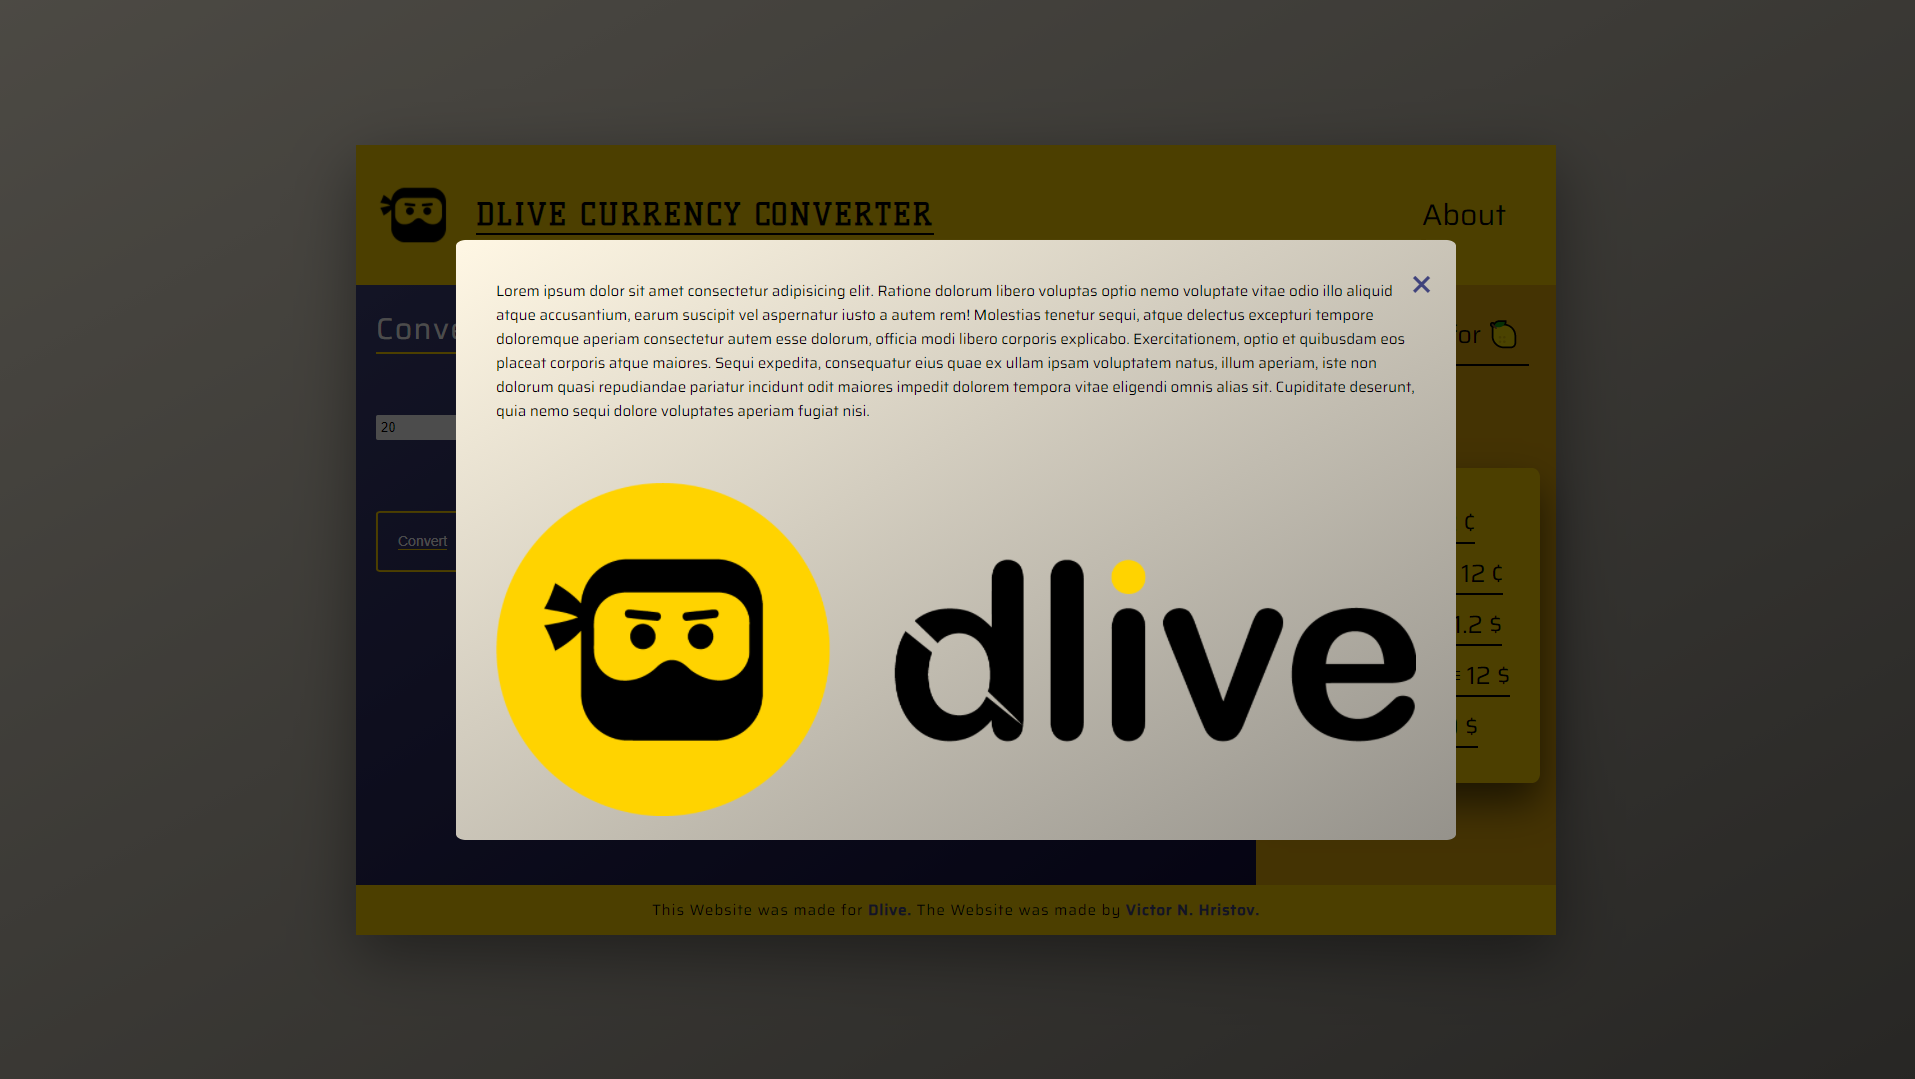 DLIVE CURRENCY CONVERTER
About
Lorem ipsum dolor sit amet consectetur adipisicing elit. Ratione dolorum libero voluptas optio nemo voluptate vitae odio illo aliquid
atque accusantium, earum suscipit vel aspernatur iusto a autem rem! Molestias tenetur sequi, atque delectus excepturi tempore
doloremque aperiam consectetur autem esse dolorum, officia modi libero corporis explicabo. Exercitationem, optio et quibusdam eos
placeat corporis atque maiores. Sequi expedita, consequatur eius quae ex ullam ipsam voluptatem natus, illum aperiam, iste non
dolorum quasi repudiandae pariatur incidunt odit maiores impedit dolorem tempora vitae eligendi omnis alias sit. Cupiditate deserunt,
quia nemo sequi dolore voluptates aperiam fugiat nisi.
20
Convert
¢
12 ¢
1.2 $
= 12 $
$
dlive
This Website was made for Dlive. The Website was made by Victor N. Hristov.